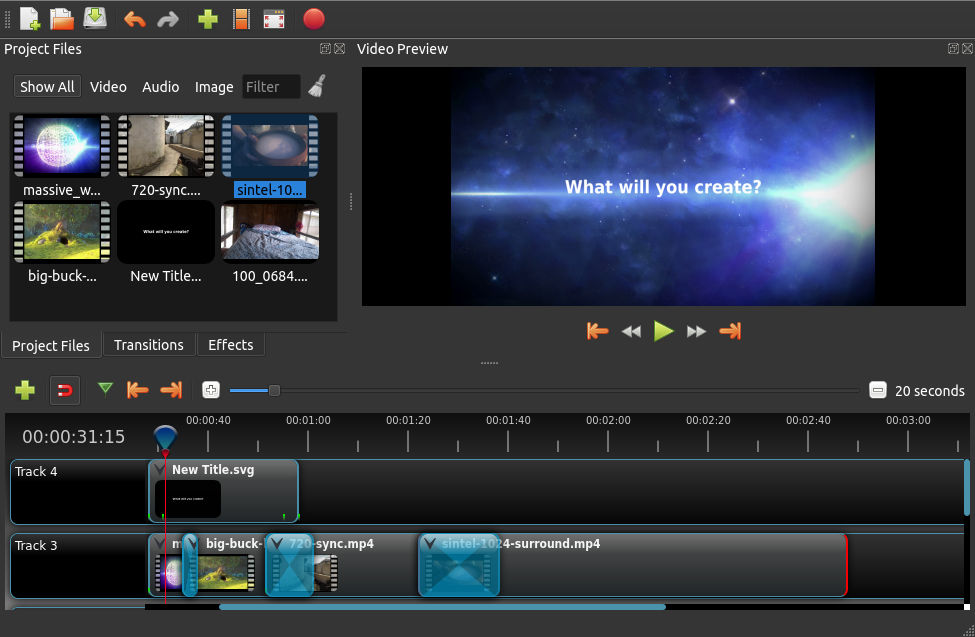 Project Files
Video Preview
Show All Video Audio Image Filter
massive_w... 720-sync.... sintel-10...
What will you create?
What will you create?
big-buck-... New Title... 100_0684....
Project Files Transitions Effects
20 seconds
00:00:31:15
00:00:40 00:01:00 00:01:20 00:01:40 00:02:00 00:02:20 00:02:40 00:03:00
Track 4
New Title.svg
What will you create?
Track 3
m big-buck- 720-sync.mp4 sintel-1024-surround.mp4